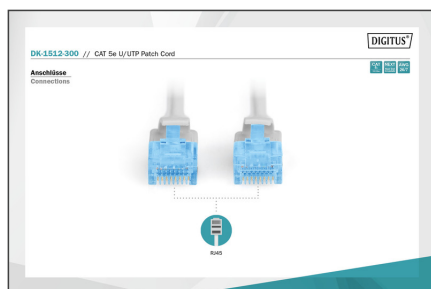 DIGITUS®
DK-1512-300 // CAT 5e U/UTP Patch Cord
Anschlüsse
Connections
RJ45